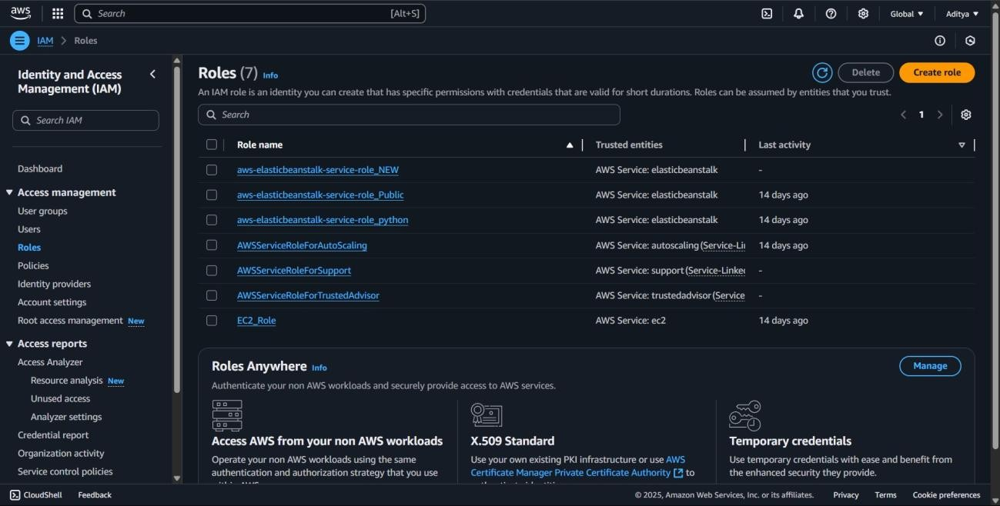 aws
Search [Alt+S]
Global Aditya
IAM > Roles
Identity and Access
Management (IAM)
Search IAM
Dashboard
Access management
User groups
Users
Roles
Policies
Identity providers
Account settings
Root access management New
Access reports
Access Analyzer
Resource analysis New
Unused access
Analyzer settings
Credential report
Organization activity
Service control policies
Roles (7) Info
Delete
Create role
An IAM role is an identity you can create that has specific permissions with credentials that are valid for short durations. Roles can be assumed by entities that you trust.
Search
1
Role name Trusted entities Last activity
aws-elasticbeanstalk-service-role_NEW AWS Service: elasticbeanstalk -
aws-elasticbeanstalk-service-role_Public AWS Service: elasticbeanstalk 14 days ago
aws-elasticbeanstalk-service-role_python AWS Service: elasticbeanstalk 14 days ago
AWSServiceRoleForAutoScaling AWS Service: autoscaling (Service-Lin 14 days ago
AWSServiceRoleForSupport AWS Service: support (Service-Linked -
AWSServiceRoleForTrustedAdvisor AWS Service: trustedadvisor (Service -
EC2_Role AWS Service: ec2 14 days ago
Roles Anywhere Info
Manage
Authenticate your non AWS workloads and securely provide access to AWS services.
Access AWS from your non AWS workloads
Operate your non AWS workloads using the same
authentication and authorization strategy that you use
X.509 Standard
Use your own existing PKI infrastructure or use AWS
Certificate Manager Private Certificate Authority to
Temporary credentials
Use temporary credentials with ease and benefit from
the enhanced security they provide.
CloudShell Feedback
© 2025, Amazon Web Services, Inc. or its affiliates. Privacy Terms Cookie preferences